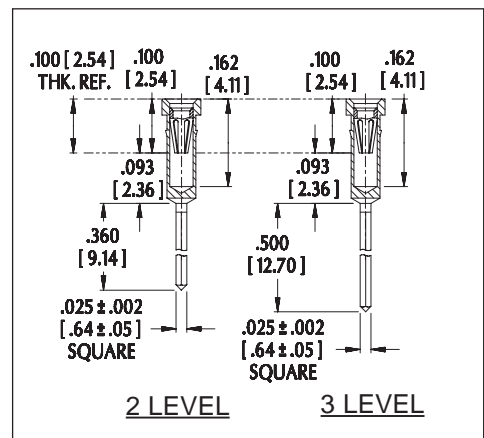 .100 [ 2.54 ]
THK. REF.
.100
[ 2.54 ]
.162
[ 4.11 ]
.093
[ 2.36 ]
.360
[ 9.14 ]
.025 ± .002
[ .64 ± .05 ]
SQUARE
2 LEVEL
.100
[ 2.54 ]
.162
[ 4.11 ]
.093
[ 2.36 ]
.500
[ 12.70 ]
.025 ± .002
[ .64 ± .05 ]
SQUARE
3 LEVEL